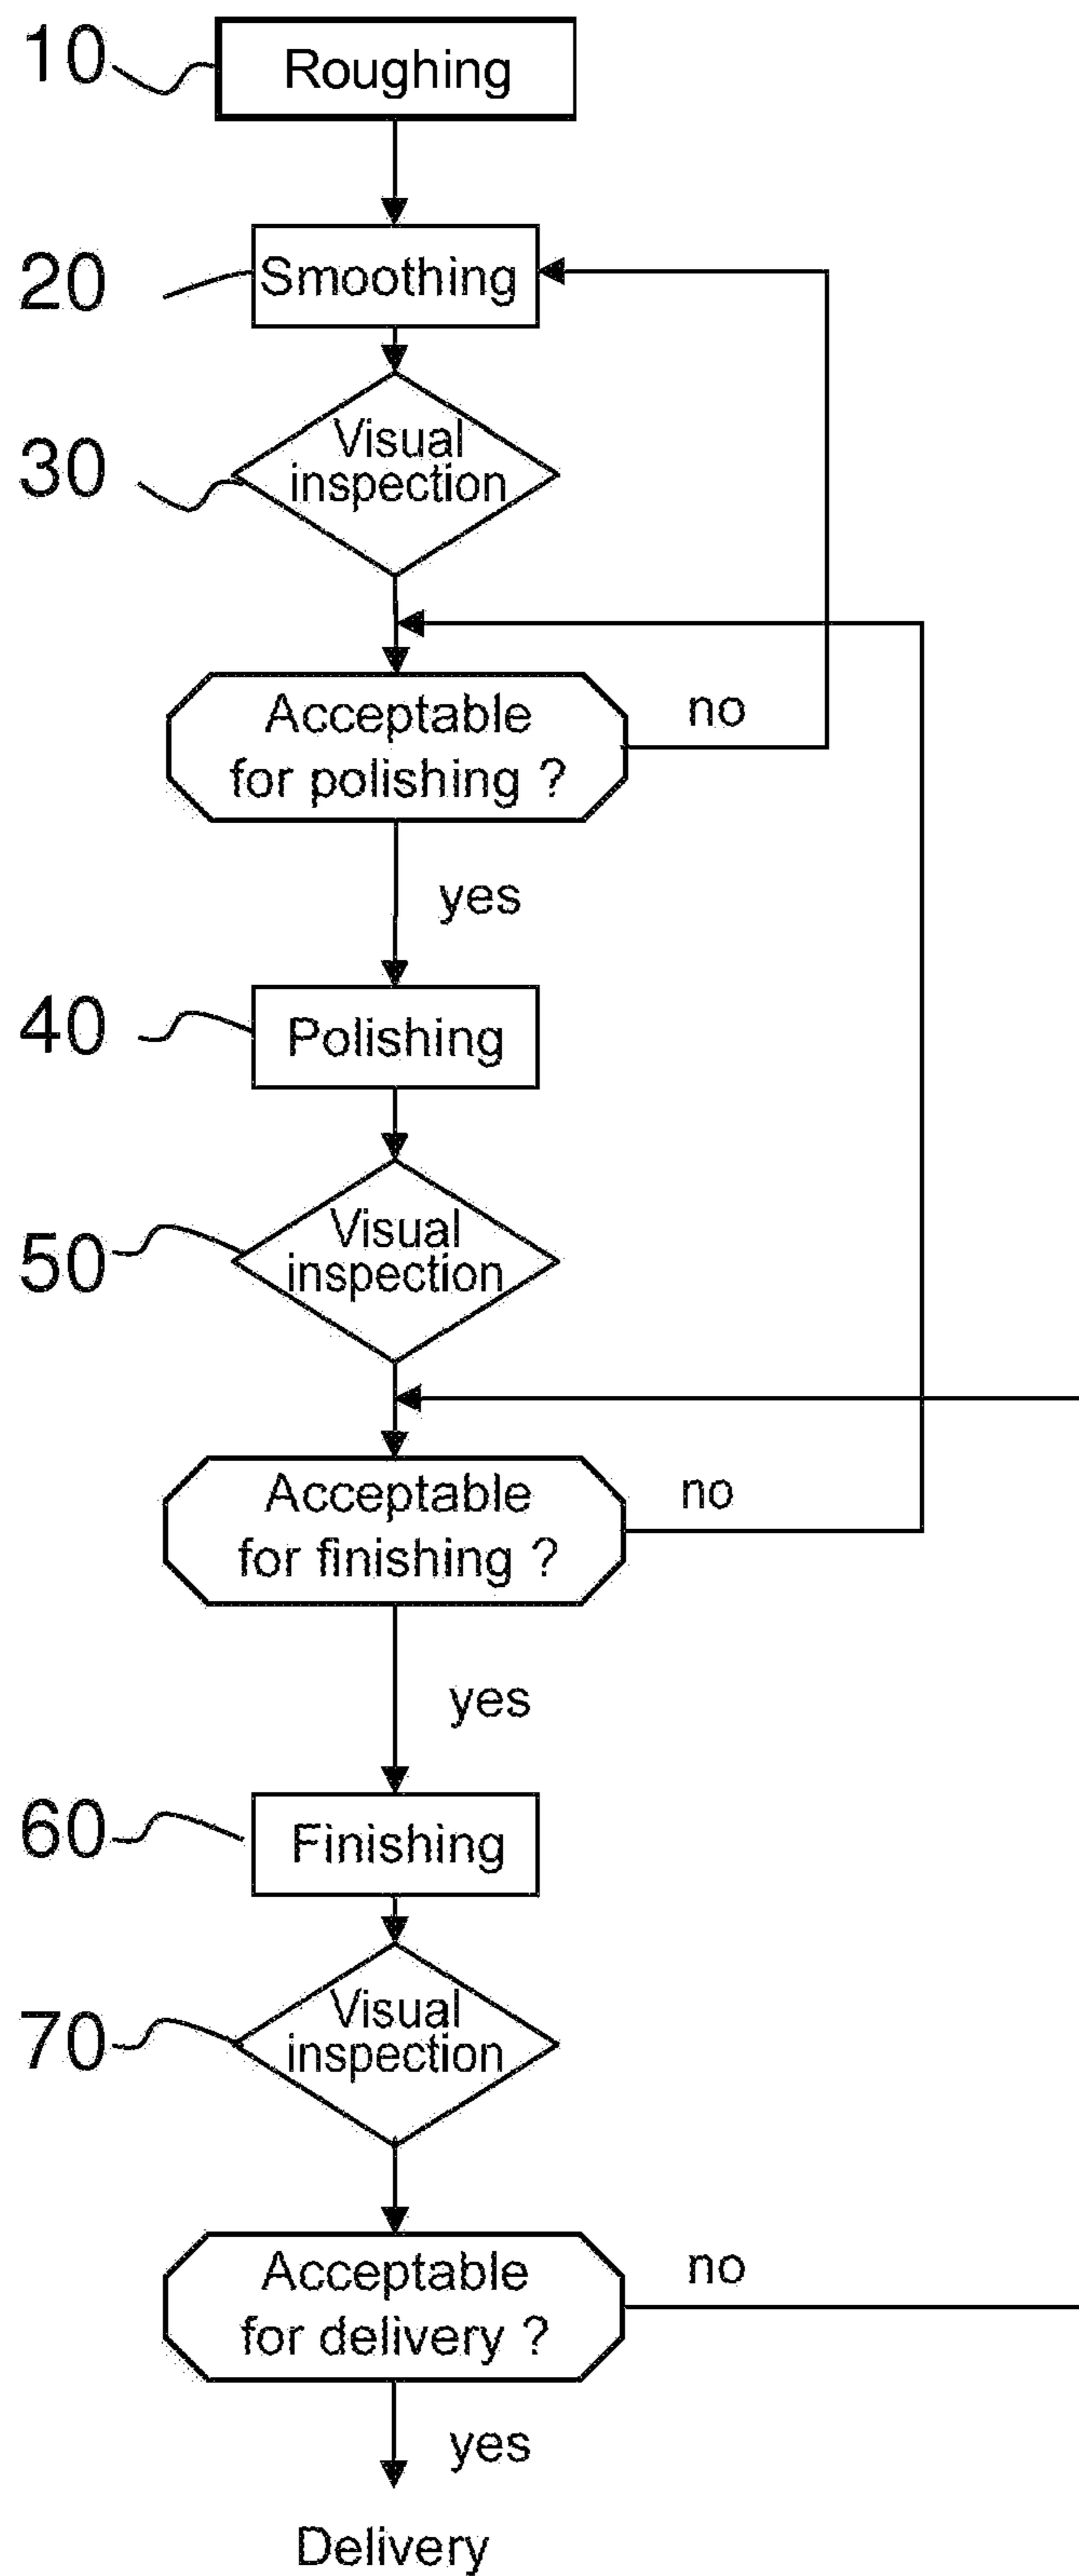 10
Roughing
20
Smoothing
30
Visual
inspection
Acceptable
for polishing ?
no
yes
40
Polishing
50
Visual
inspection
Acceptable
for finishing ?
no
yes
60
Finishing
70
Visual
inspection
Acceptable
for delivery ?
no
yes
Delivery